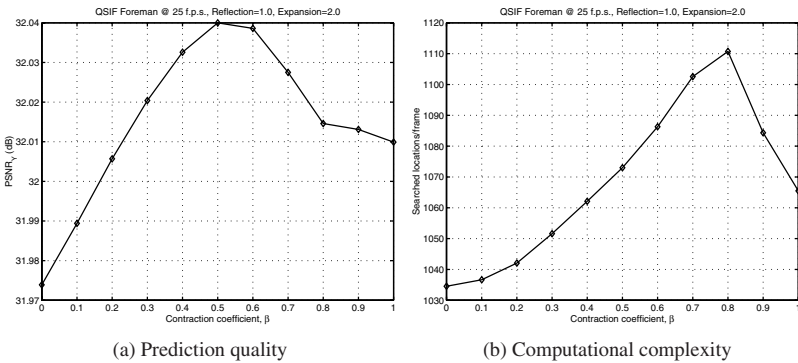 QSIF Foreman @ 25 f.p.s., Reflection=1.0, Expansion=2.0
32.04
32.03
32.02
32.01
32
31.99
31.98
31.97
PSNR_Y (dB)
0 0.1 0.2 0.3 0.4 0.5 0.6 0.7 0.8 0.9 1
Contraction coefficient, β
(a) Prediction quality
QSIF Foreman @ 25 f.p.s., Reflection=1.0, Expansion=2.0
1120
1110
1100
1090
1080
1070
1060
1050
1040
1030
Searched locations/frame
0 0.1 0.2 0.3 0.4 0.5 0.6 0.7 0.8 0.9 1
Contraction coefficient, β
(b) Computational complexity